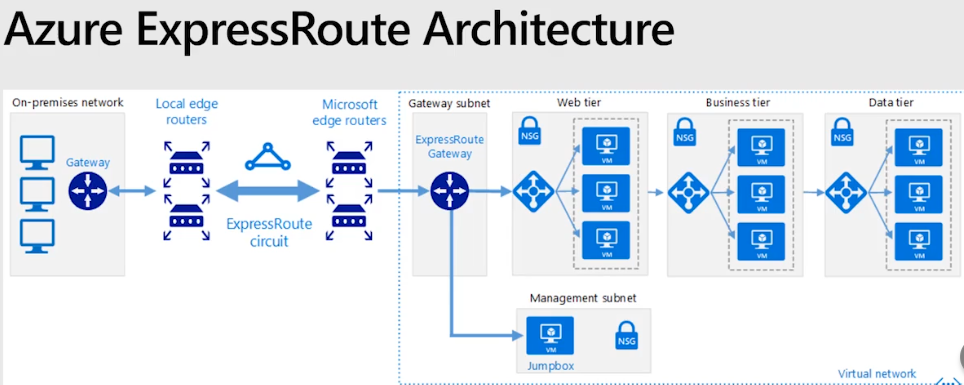 Azure ExpressRoute Architecture
On-premises network
Local edge
routers
Microsoft
edge routers
Gateway subnet
Web tier
Business tier
Data tier
Gateway
ExpressRoute
Gateway
NSG
NSG
NSG
VM
VM
VM
VM
VM
VM
VM
VM
VM
ExpressRoute
circuit
Management subnet
VM
NSG
Jumpbox
Virtual network